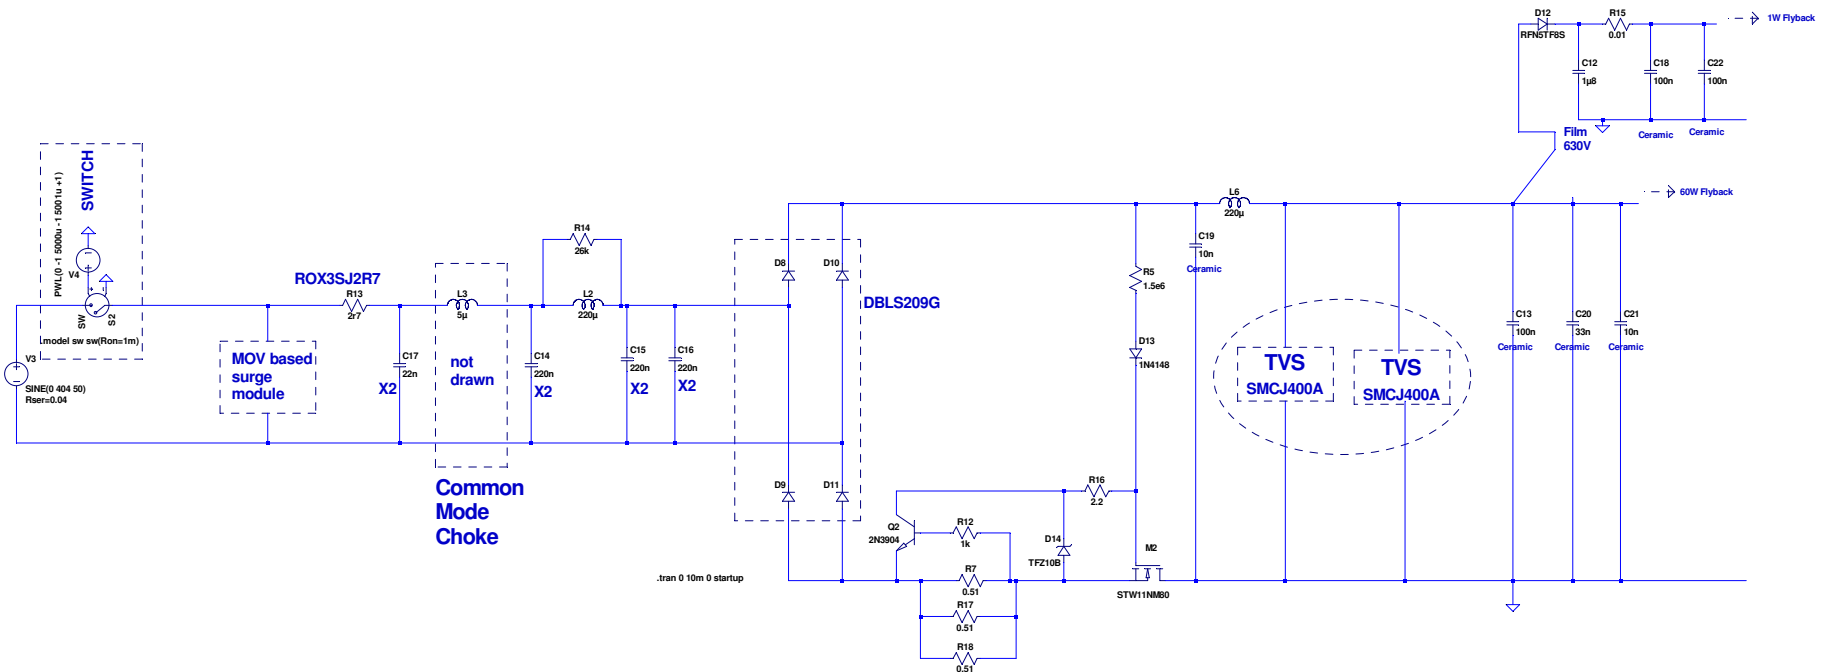 D12
RFN5TF8S
R15
0.01
1W Flyback
C12
1µ8
C18
100n
C22
100n
Film
630V
Ceramic
Ceramic
PWL(0 -1 5000u -1 5001u +1)
SWITCH
V4
SW
S2
.model sw sw(Ron=1m)
V3
SINE(0 404 50)
Rser=0.04
MOV based
surge
module
ROX3SJ2R7
R13
2r7
C17
22n
X2
L3
5µ
not
drawn
Common
Mode
Choke
R14
26k
L2
220µ
C14
220n
X2
C15
220n
X2
C16
220n
X2
D8
D10
D9
D11
DBLS209G
.tran 0 10m 0 startup
L6
220µ
60W Flyback
C19
10n
Ceramic
R5
1.5e6
D13
1N4148
R16
2.2
Q2
2N3904
R12
1k
D14
TFZ10B
M2
STW11NM80
R7
0.51
R17
0.51
R18
0.51
TVS
SMCJ400A
TVS
SMCJ400A
C13
100n
Ceramic
C20
33n
Ceramic
C21
10n
Ceramic